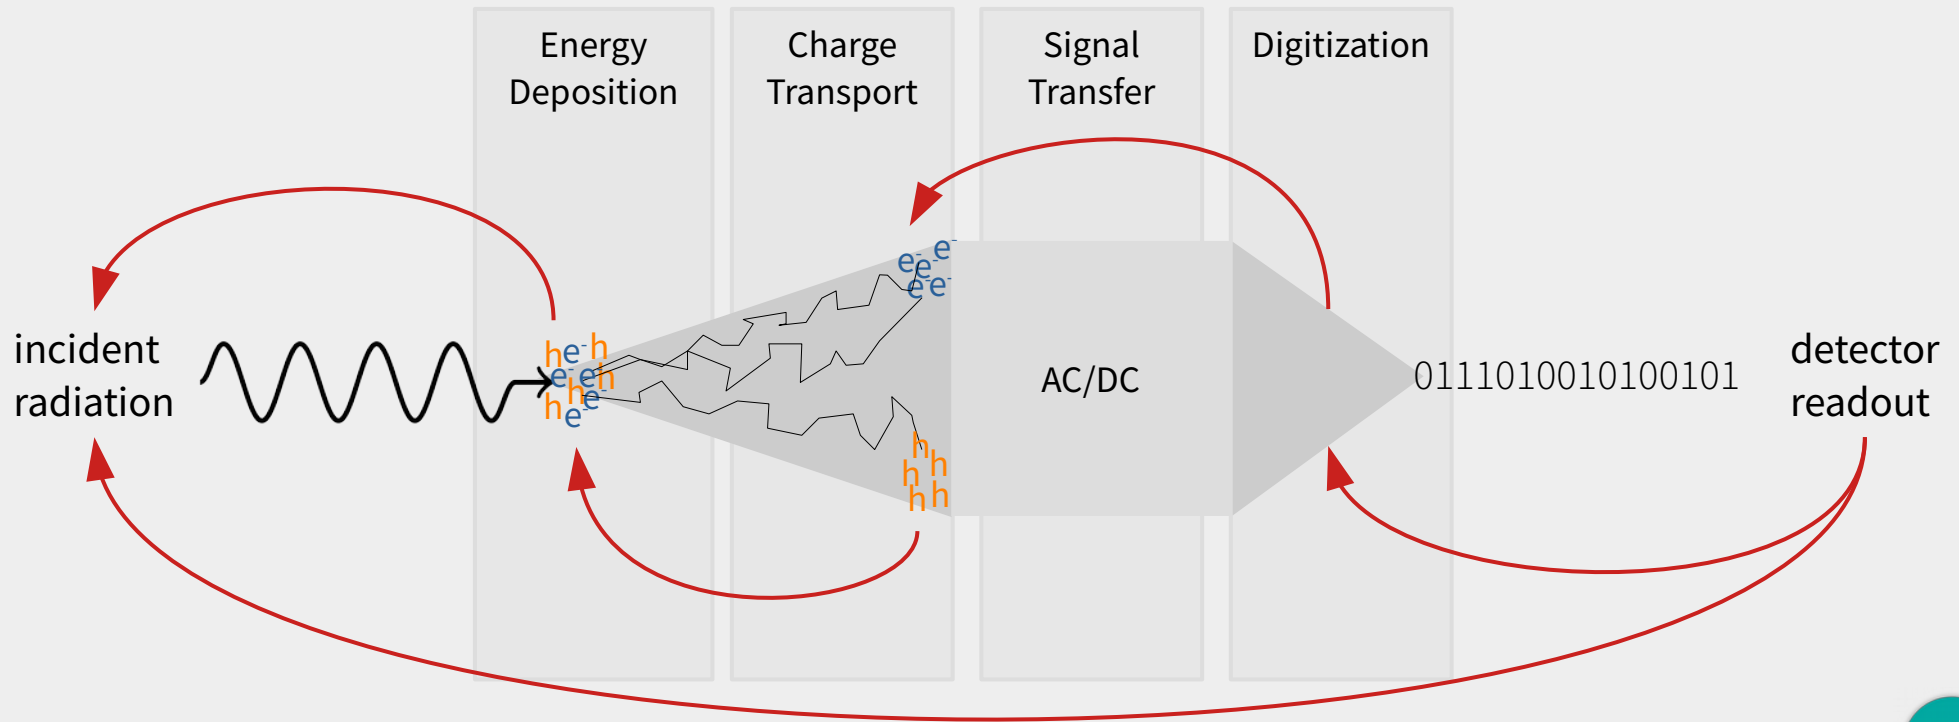 Energy
Deposition
Charge
Transport
Signal
Transfer
Digitization
incident
radiation
h e- h
e- e h
h e-
h e-
e- e- e-
e- e-
h
h h
h h
AC/DC
0111010010100101
detector
readout